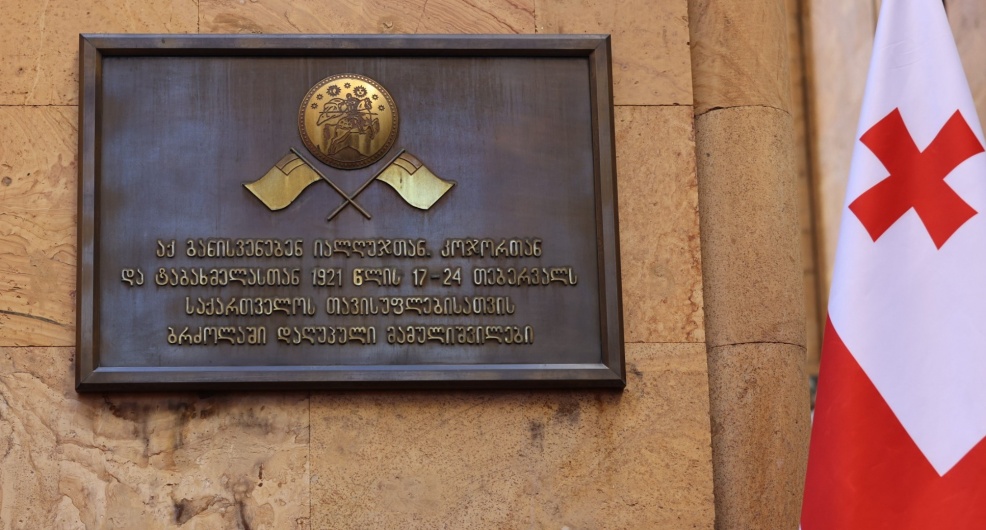 აქ განისვენებენ იალღუჯთან, კოჯორთან
და ტაბახმელასთან 1921 წლის 17-24 თებერვალს
საქართველოს თავისუფლებისათვის
ბრძოლაში დაღუპული მამულიშვილები